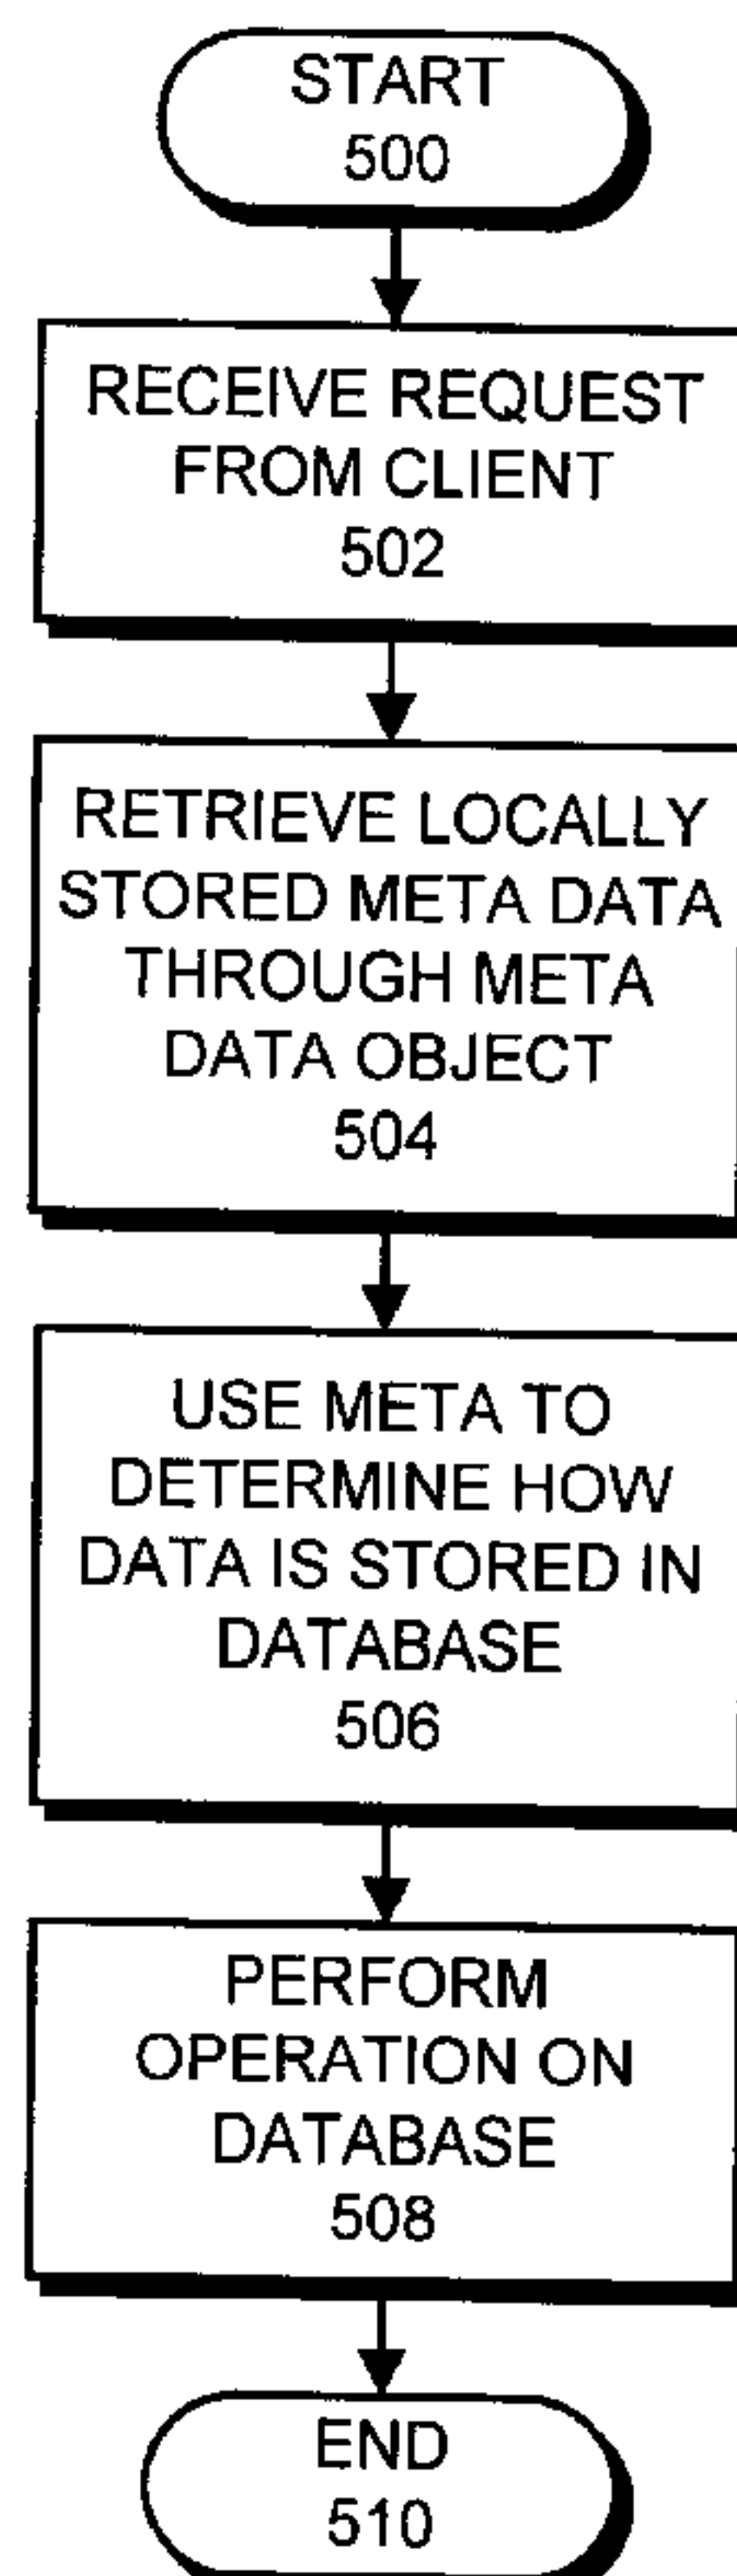 START
500
RECEIVE REQUEST
FROM CLIENT
502
RETRIEVE LOCALLY
STORED META DATA
THROUGH META
DATA OBJECT
504
USE META TO
DETERMINE HOW
DATA IS STORED IN
DATABASE
506
PERFORM
OPERATION ON
DATABASE
508
END
510